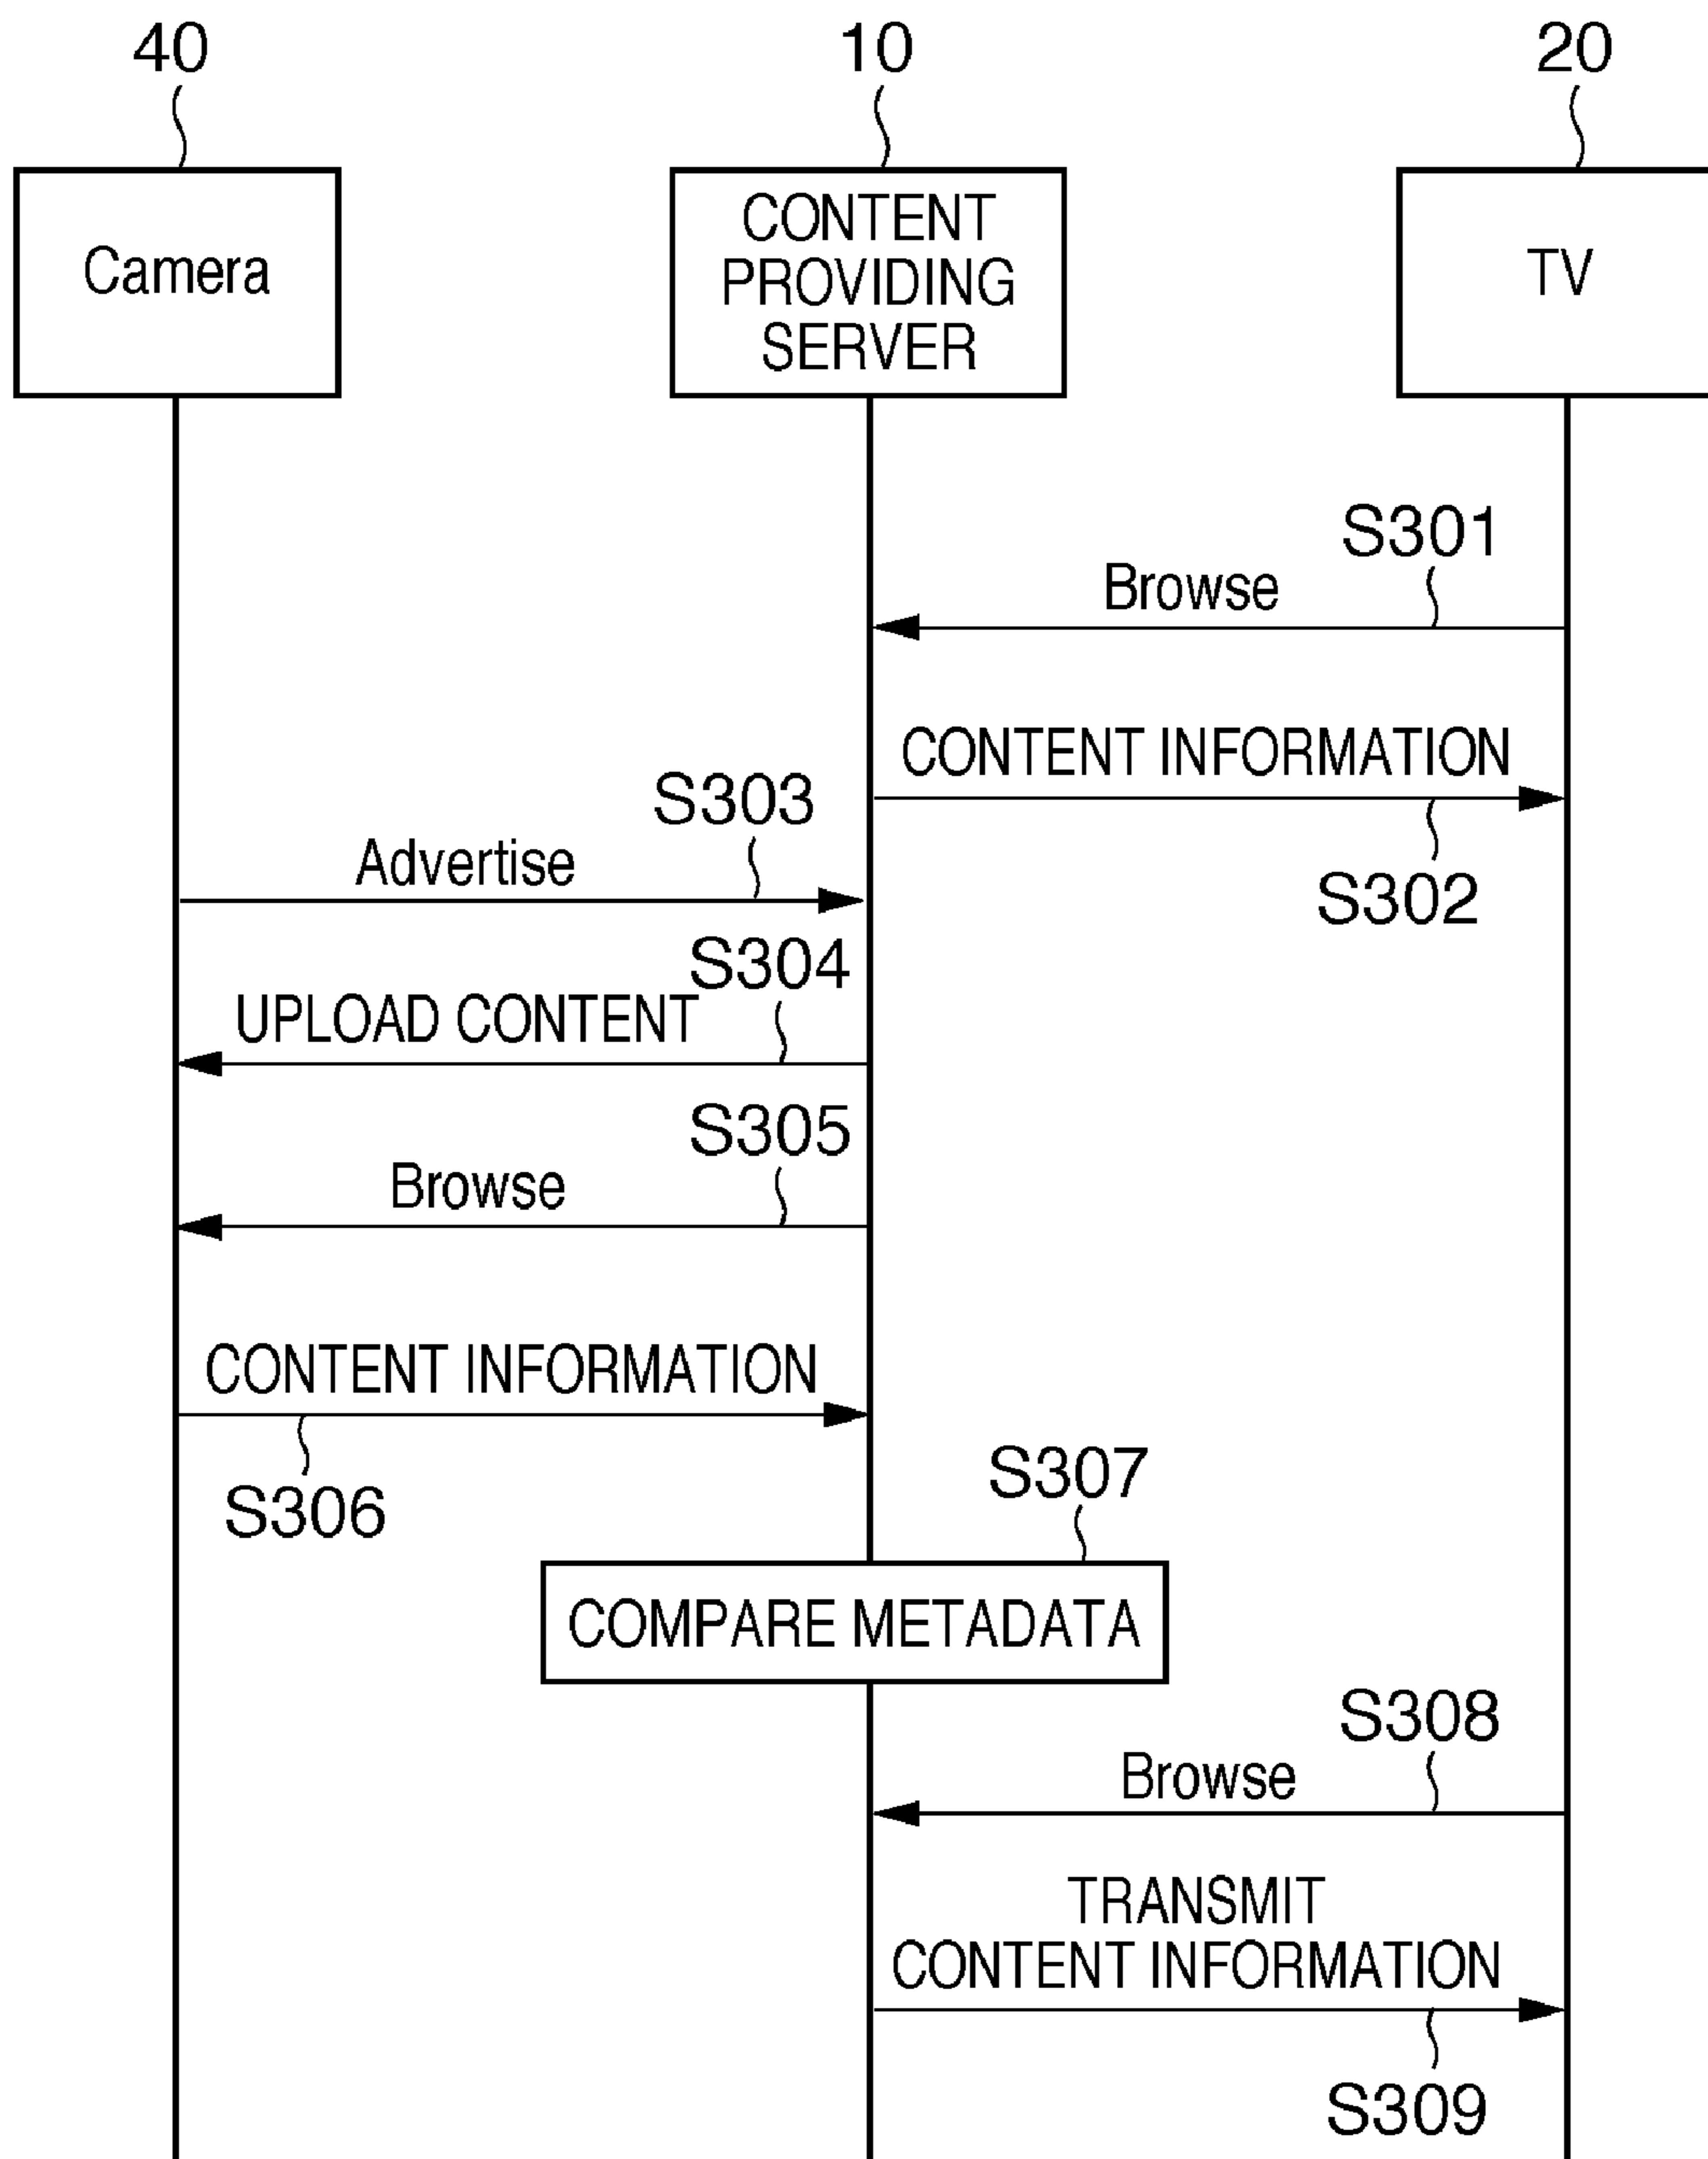 40
10
20
Camera
CONTENT
PROVIDING
SERVER
TV
S301
Browse
CONTENT INFORMATION
S302
S303
Advertise
S304
UPLOAD CONTENT
S305
Browse
CONTENT INFORMATION
S306
S307
COMPARE METADATA
S308
Browse
TRANSMIT
CONTENT INFORMATION
S309